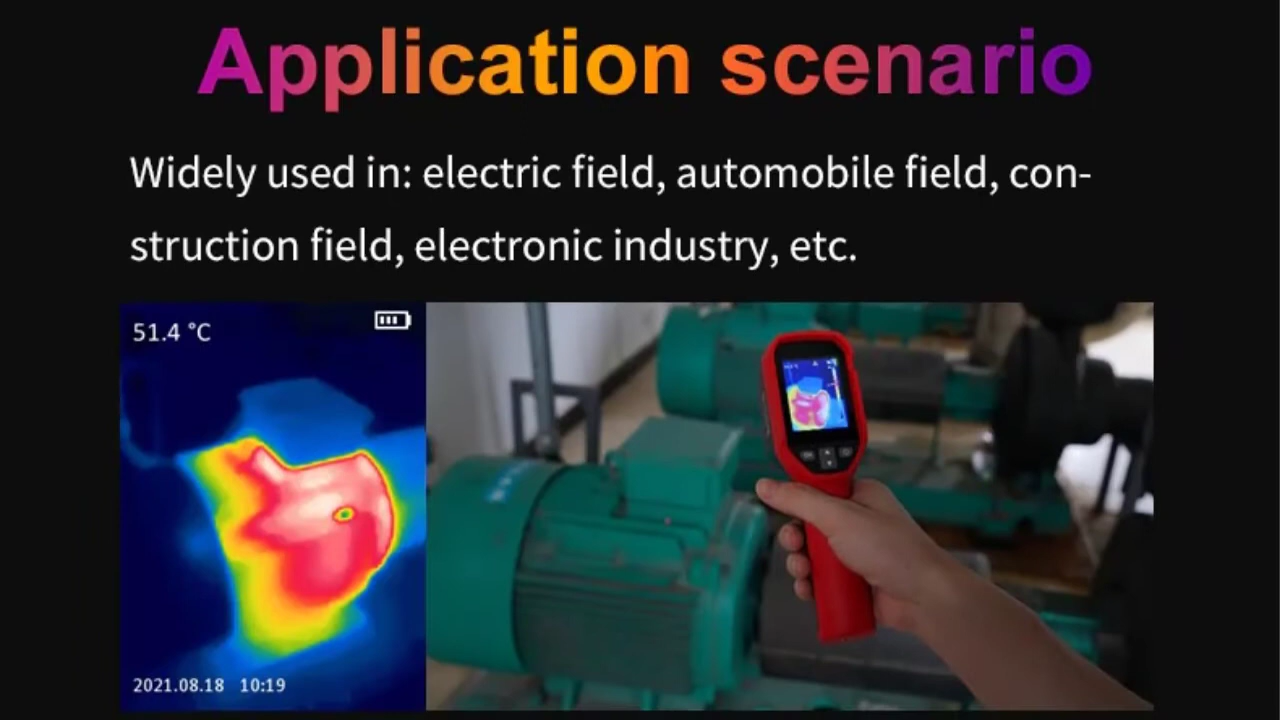 Application scenario
Widely used in: electric field, automobile field, con-
struction field, electronic industry, etc.
51.4 °C
2021.08.18 10:19